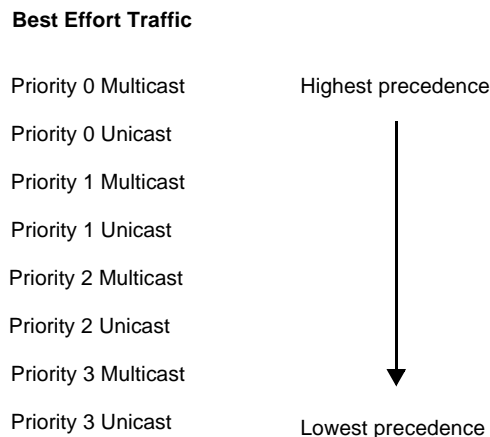 Best Effort Traffic
Priority 0 Multicast
Highest precedence
Priority 0 Unicast
Priority 1 Multicast
Priority 1 Unicast
Priority 2 Multicast
Priority 2 Unicast
Priority 3 Multicast
Priority 3 Unicast
Lowest precedence